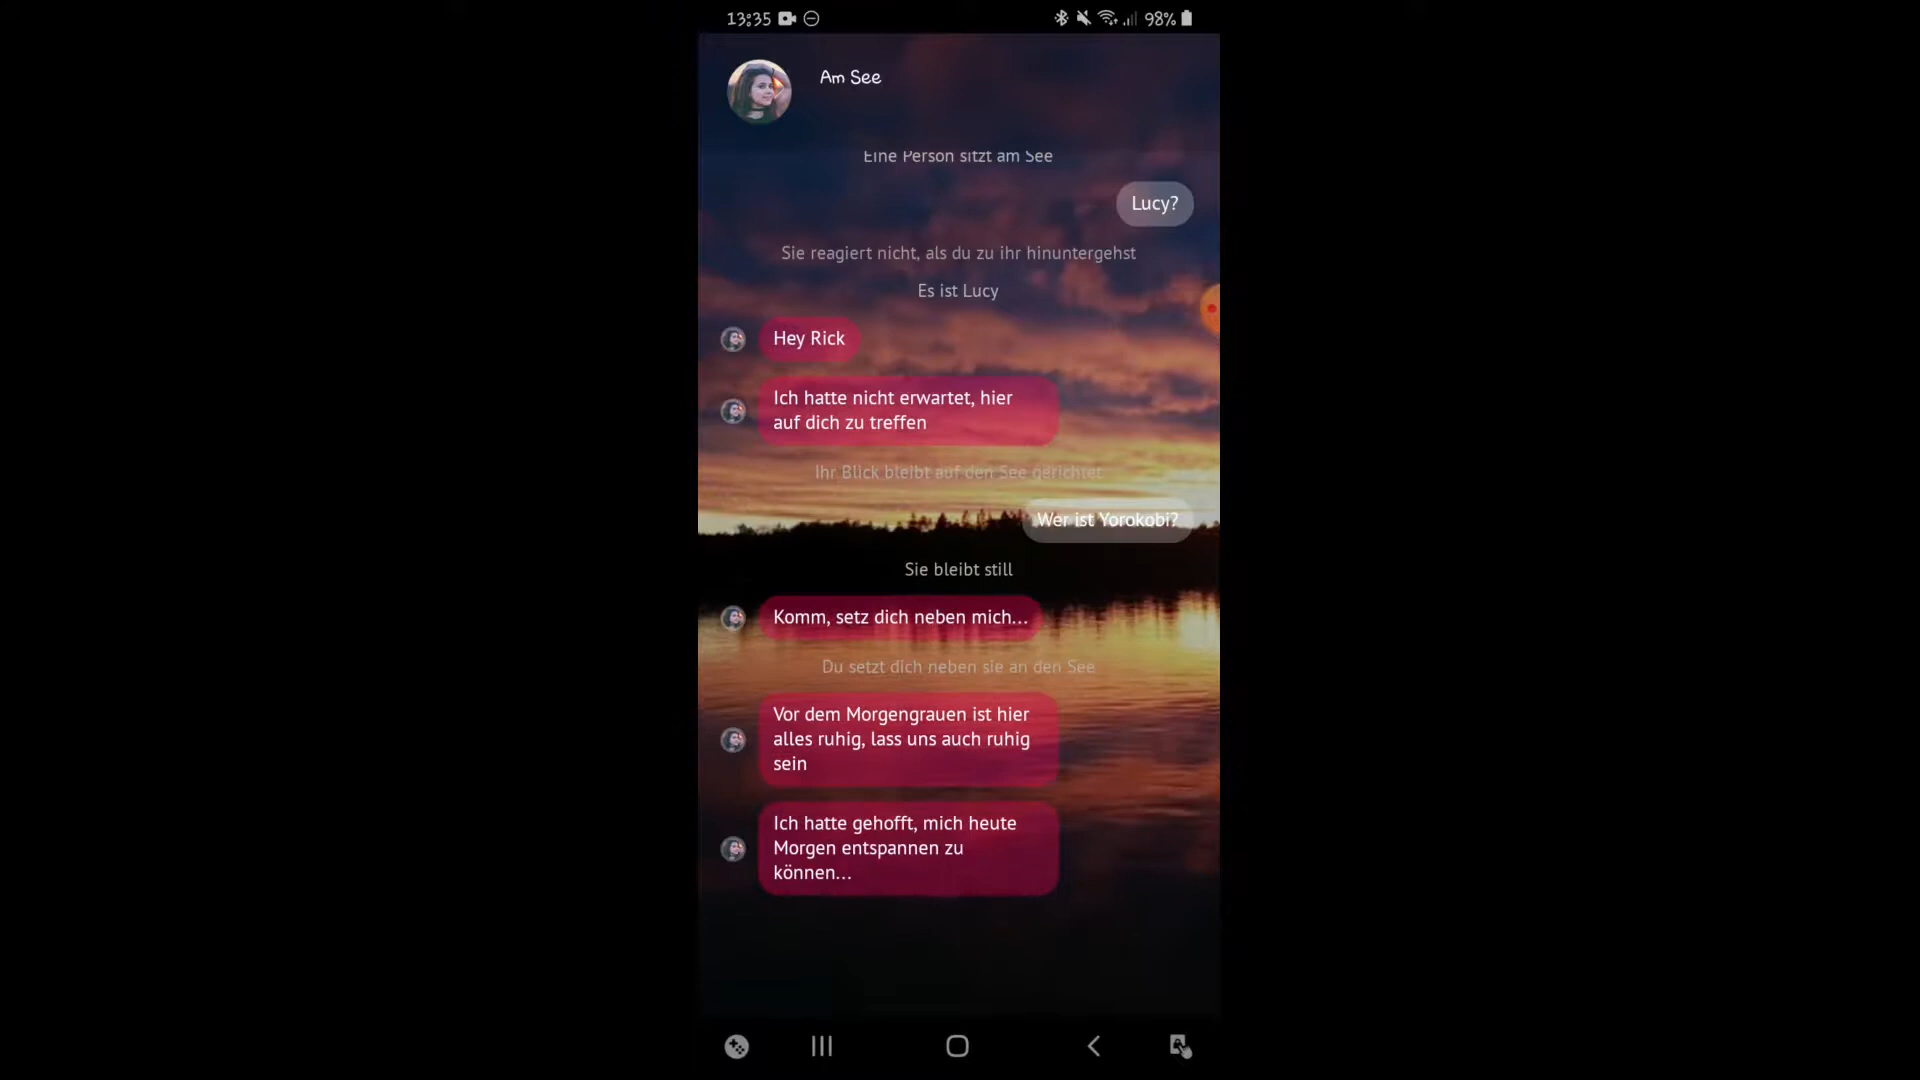 13:35
98%
Am See
Eine Person sitzt am See
Lucy?
Sie reagiert nicht, als du zu ihr hinuntergehst
Es ist Lucy
Hey Rick
Ich hatte nicht erwartet, hier
auf dich zu treffen
Ihr Blick bleibt auf den See gerichtet
Wer ist Yorokobi?
Sie bleibt still
Komm, setz dich neben mich...
Du setzt dich neben sie an den See
Vor dem Morgengrauen ist hier
alles ruhig, lass uns auch ruhig
sein
Ich hatte gehofft, mich heute
Morgen entspannen zu
können...